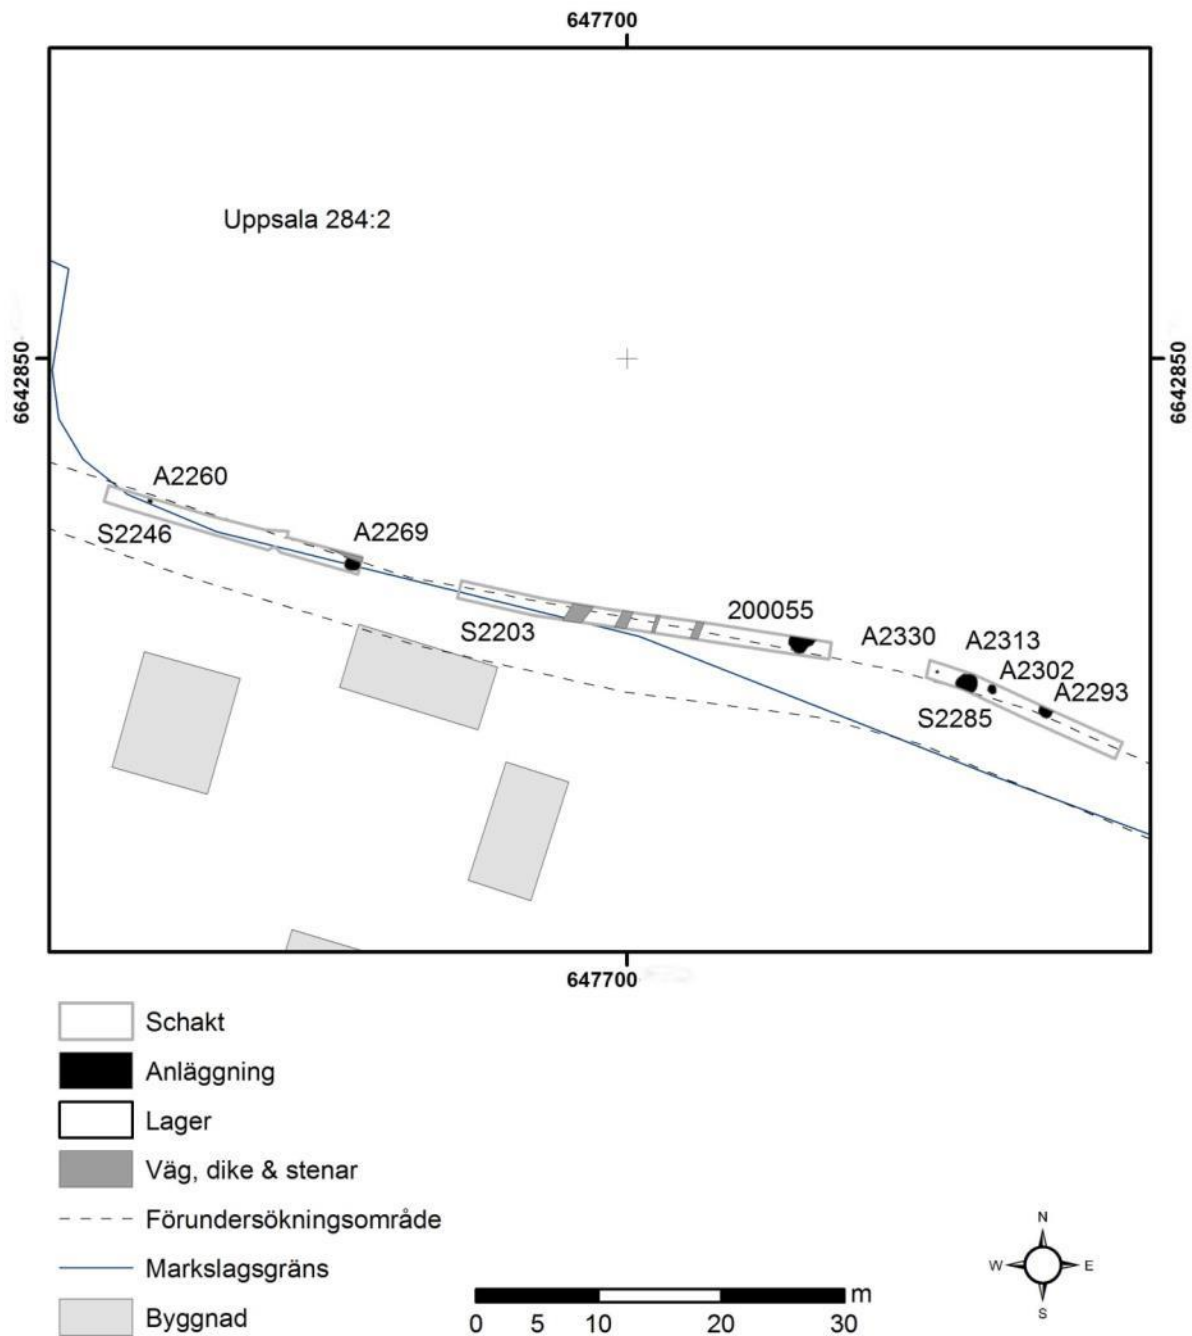 647700
Uppsala 284:2
6642850
6642850
A2260
S2246
A2269
S2203
200055
A2330
A2313
A2302
A2293
S2285
647700
Schakt
Anläggning
Lager
Väg, dike & stenar
Förundersökningsområde
Markslagsgräns
Byggnad
N
W
E
S
m
0 5 10 20 30